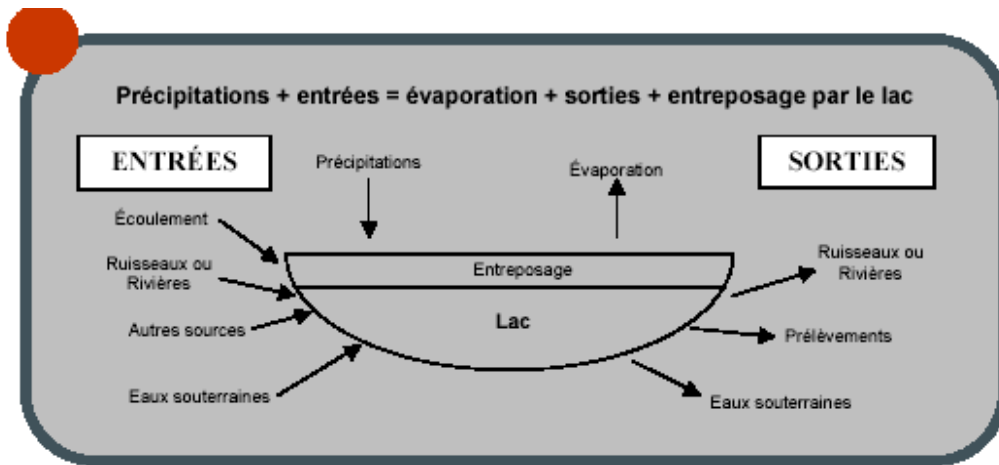 Précipitations + entrées = évaporation + sorties + entreposage par le lac
ENTRÉES
Précipitations
Évaporation
SORTIES
Écoulement
Ruisseaux ou
Rivières
Autres sources
Eaux souterraines
Entreposage
Lac
Ruisseaux ou
Rivières
Prélèvements
Eaux souterraines